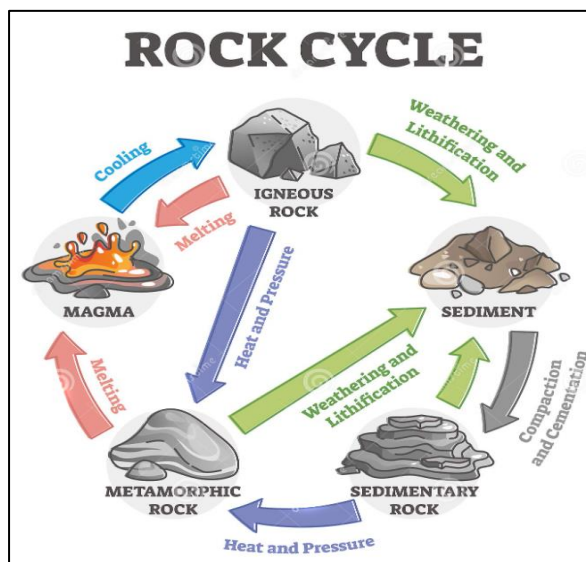 ROCK CYCLE
Cooling
IGNEOUS
ROCK
Weathering and
Lithification
Melting
MAGMA
Heat and Pressure
SEDIMENT
Melting
Weathering and
Lithification
Compaction
and Cementation
METAMORPHIC
ROCK
SEDIMENTARY
ROCK
Heat and Pressure